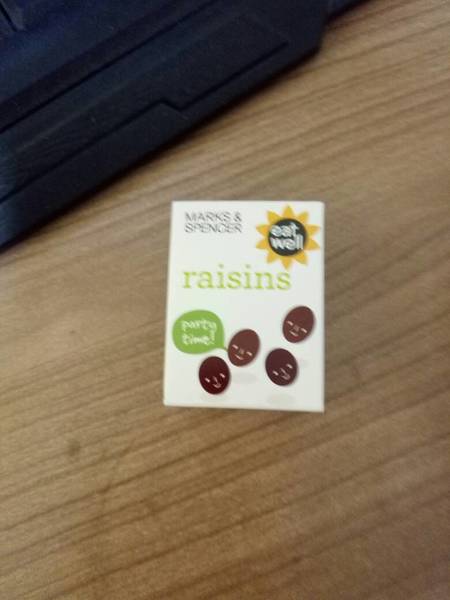 MARKS &
SPENCER
eat
well
raisins
party
time!